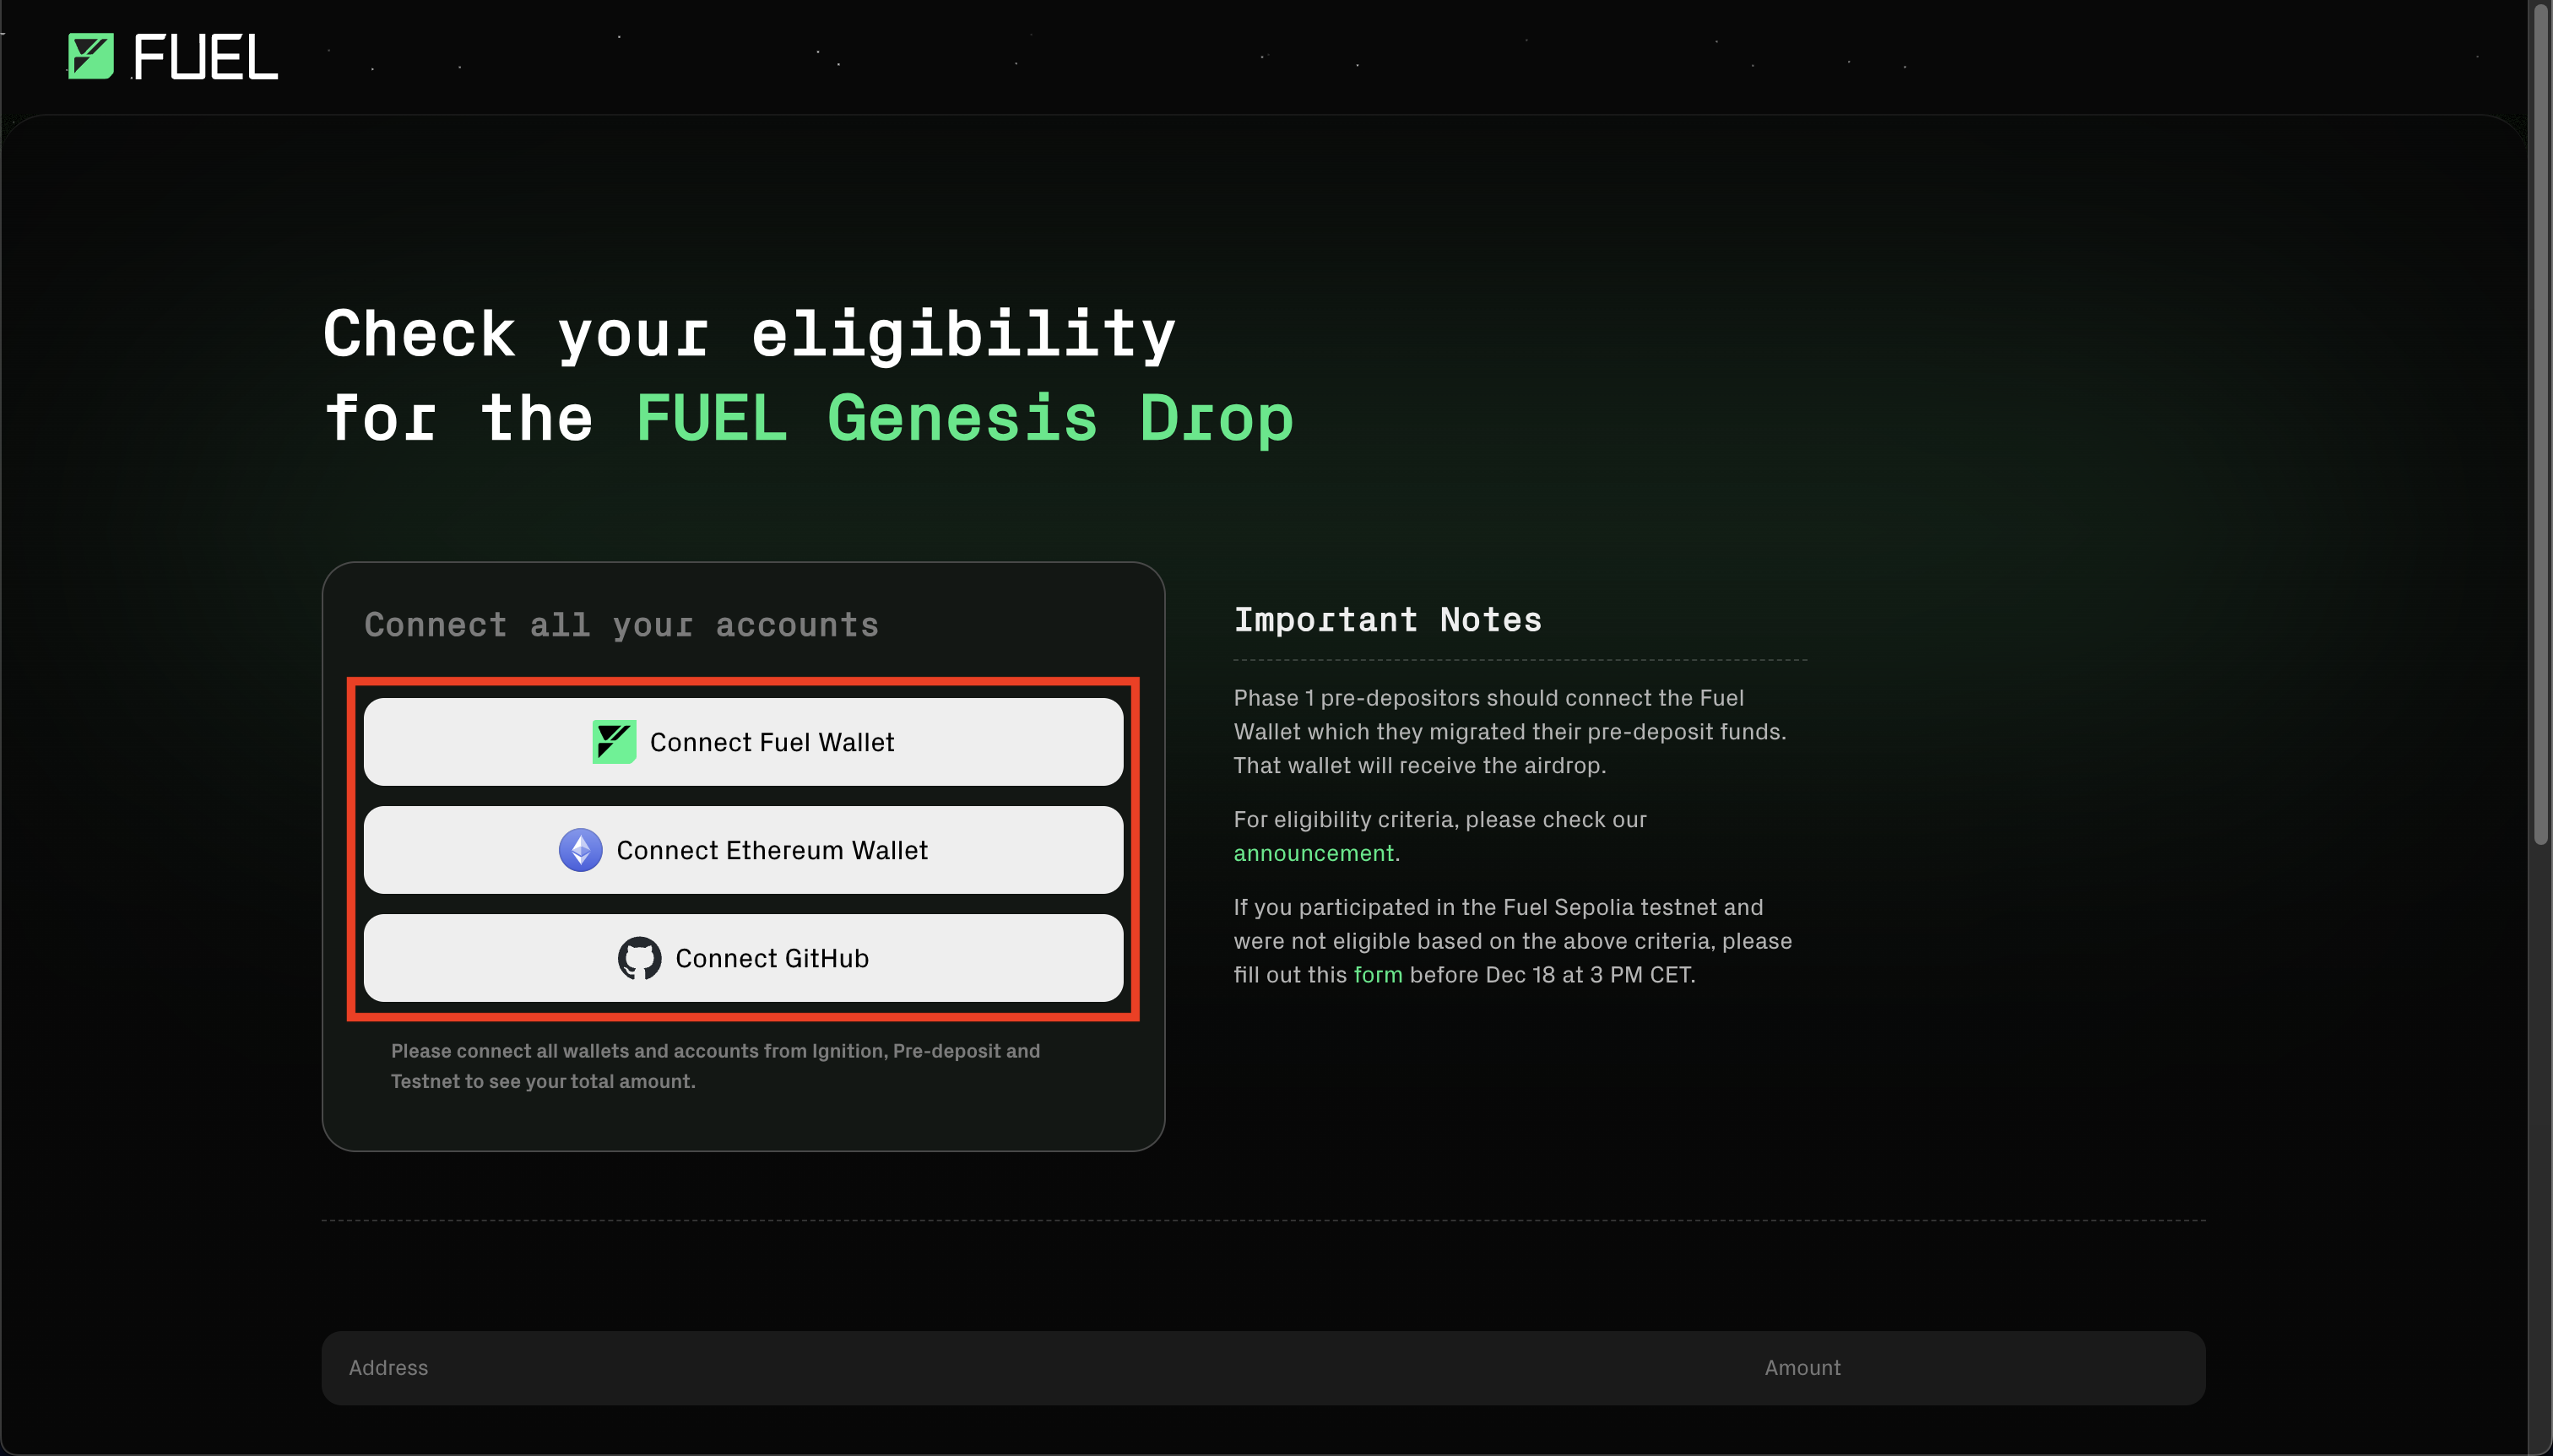 FUEL
Check your eligibility
for the FUEL Genesis Drop
Connect all your accounts
Connect Fuel Wallet
Connect Ethereum Wallet
Connect GitHub
Please connect all wallets and accounts from Ignition, Pre-deposit and
Testnet to see your total amount.
Important Notes
Phase 1 pre-depositors should connect the Fuel
Wallet which they migrated their pre-deposit funds.
That wallet will receive the airdrop.
For eligibility criteria, please check our
announcement.
If you participated in the Fuel Sepolia testnet and
were not eligible based on the above criteria, please
fill out this form before Dec 18 at 3 PM CET.
Address Amount